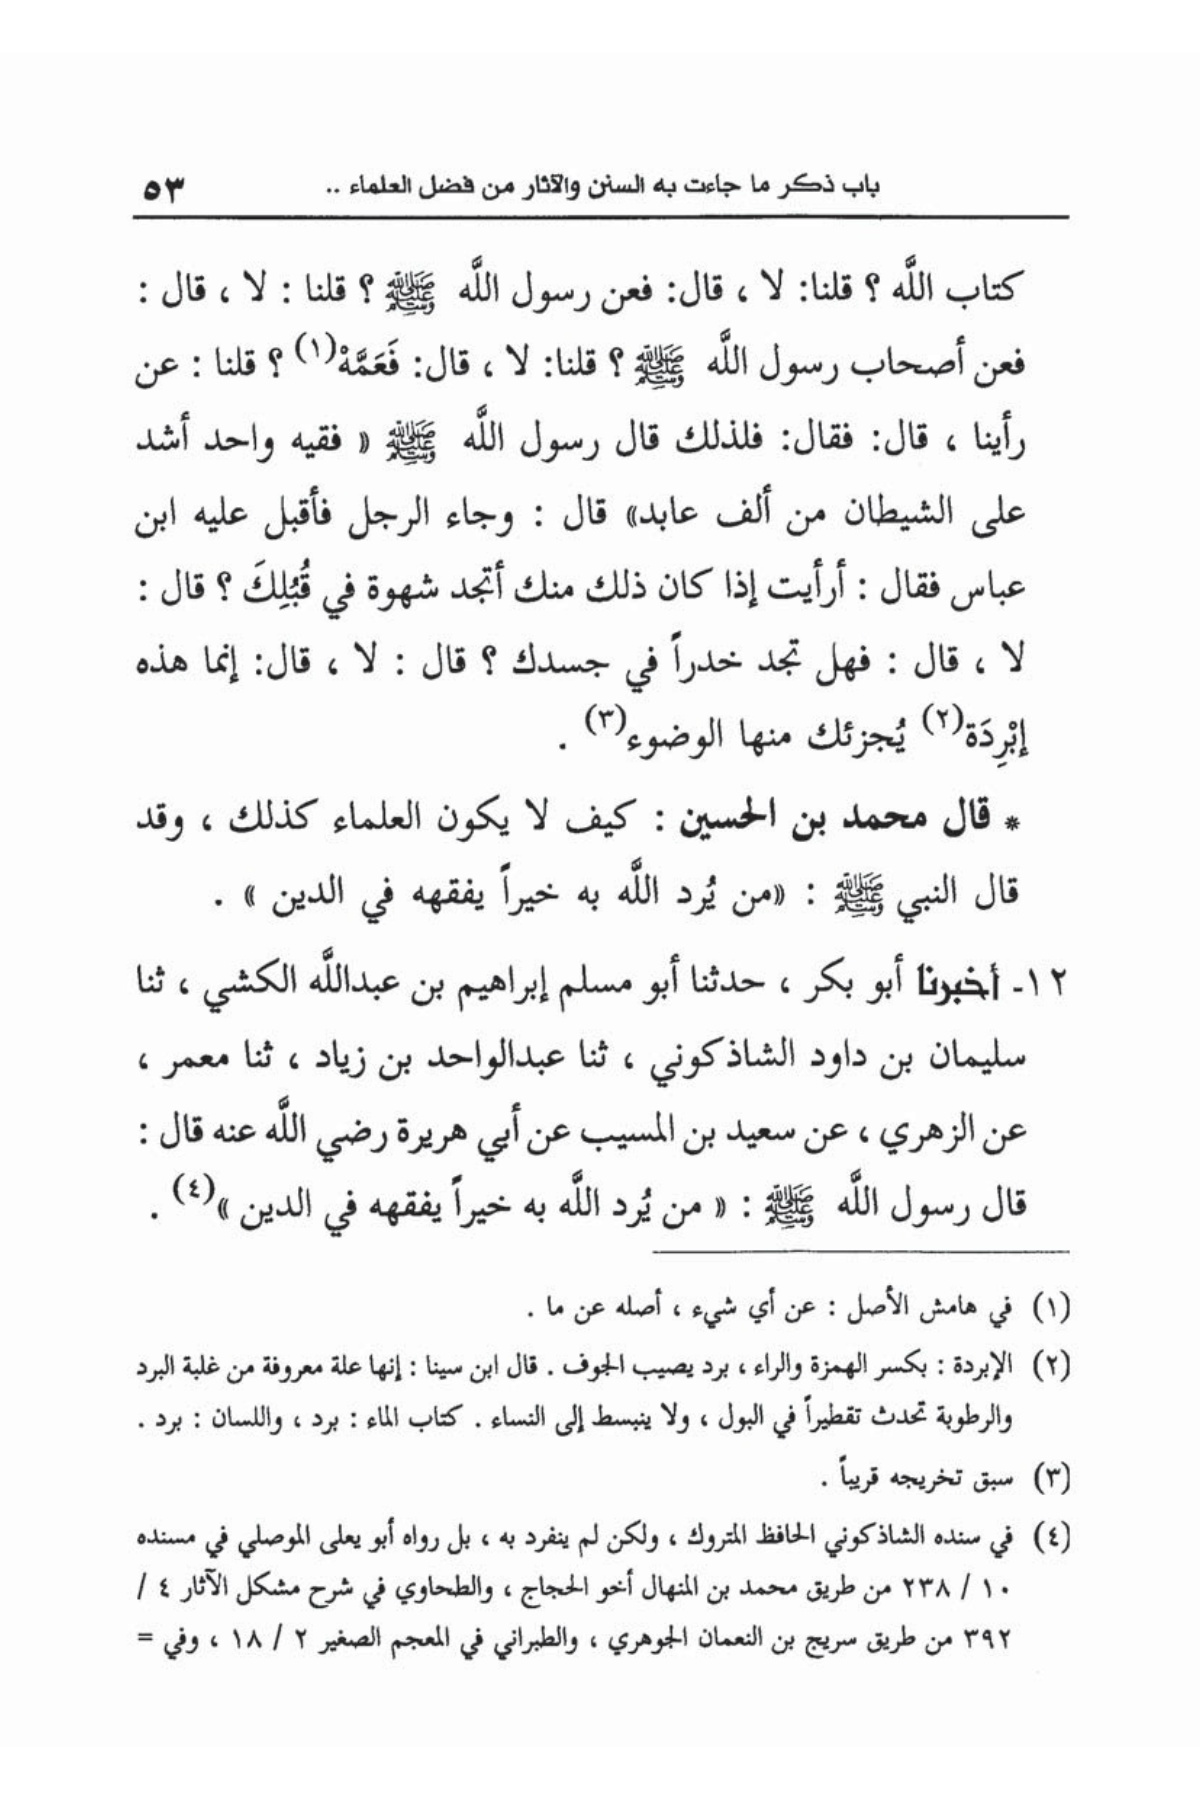 باب ذكر ما جاءت به السنن والآثار من فضل العلماء .. ٥٣
كتاب اللَّه ؟ قلنا: لا ، قال: فعن رسول اللَّه ﷺ ؟ قلنا : لا ، قال :
فعن أصحاب رسول اللَّه ﷺ ؟ قلنا: لا ، قال: فَعَمَّهْ(١) ؟ قلنا : عن
رأينا ، قال: فقال: فلذلك قال رسول اللَّه ﷺ « فقيه واحد أشد
على الشيطان من ألف عابد» قال : وجاء الرجل فأقبل عليه ابن
عباس فقال : أرأيت إذا كان ذلك منك أتجد شهوة في قُبُلِكَ ؟ قال :
لا ، قال : فهل تجد خدراً في جسدك ؟ قال : لا ، قال: إنما هذه
إبْرِدَة(٢) يُجزئك منها الوضوء(٣) .
* قال محمد بن الحسين : كيف لا يكون العلماء كذلك ، وقد
قال النبي ﷺ : «من يُرد اللَّه به خيراً يفقهه في الدين » .
١٢- أخبرنا أبو بكر ، حدثنا أبو مسلم إبراهيم بن عبداللَّه الكشي ، ثنا
سليمان بن داود الشاذكوني ، ثنا عبدالواحد بن زياد ، ثنا معمر ،
عن الزهري ، عن سعيد بن المسيب عن أبي هريرة رضي اللَّه عنه قال :
قال رسول اللَّه ﷺ : « من يُرد اللَّه به خيراً يفقهه في الدين »(٤) .
(١) في هامش الأصل : عن أي شيء ، أصله عن ما .
(٢) الإبردة : بكسر الهمزة والراء ، برد يصيب الجوف . قال ابن سينا : إنها علة معروفة من غلبة البرد
والرطوبة تحدث تقطيراً في البول ، ولا ينبسط إلى النساء . كتاب الماء : برد ، واللسان : برد .
(٣) سبق تخريجه قريباً .
(٤) في سنده الشاذكوني الحافظ المتروك ، ولكن لم ينفرد به ، بل رواه أبو يعلى الموصلي في مسنده
١٠ / ٢٣٨ من طريق محمد بن المنهال أخو الحجاج ، والطحاوي في شرح مشكل الآثار ٤ /
٣٩٢ من طريق سريج بن النعمان الجوهري ، والطبراني في المعجم الصغير ٢ / ١٨ ، وفي =